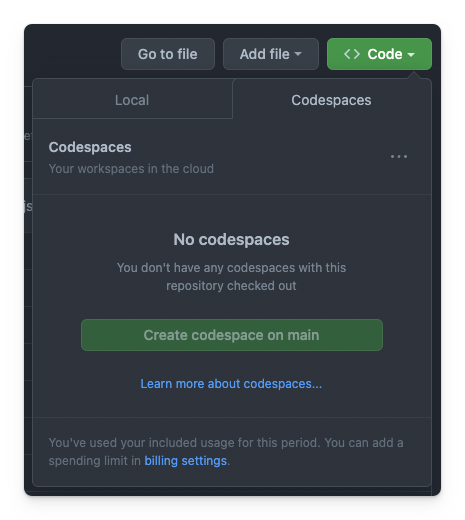 Go to file Add file Code
Local Codespaces
Codespaces
Your workspaces in the cloud
No codespaces
You don't have any codespaces with this
repository checked out
Create codespace on main
Learn more about codespaces...
You've used your included usage for this period. You can add a
spending limit in billing settings.